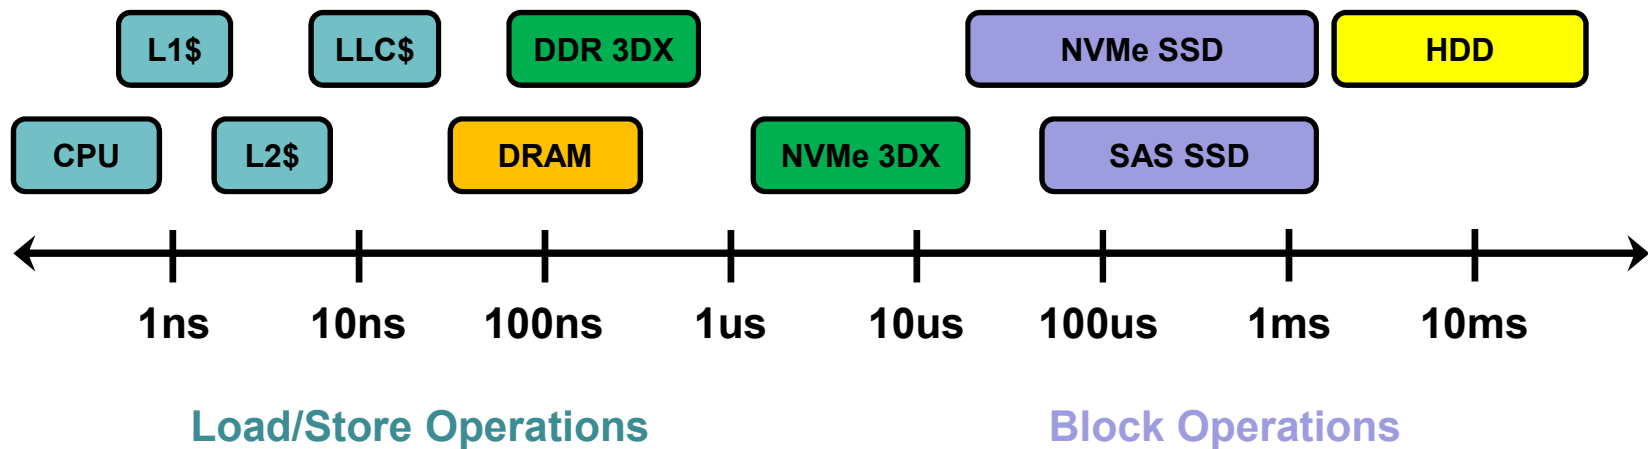 L1$ LLC$ DDR 3DX NVMe SSD HDD
CPU L2$ DRAM NVMe 3DX SAS SSD
1ns 10ns 100ns 1us 10us 100us 1ms 10ms
Load/Store Operations Block Operations